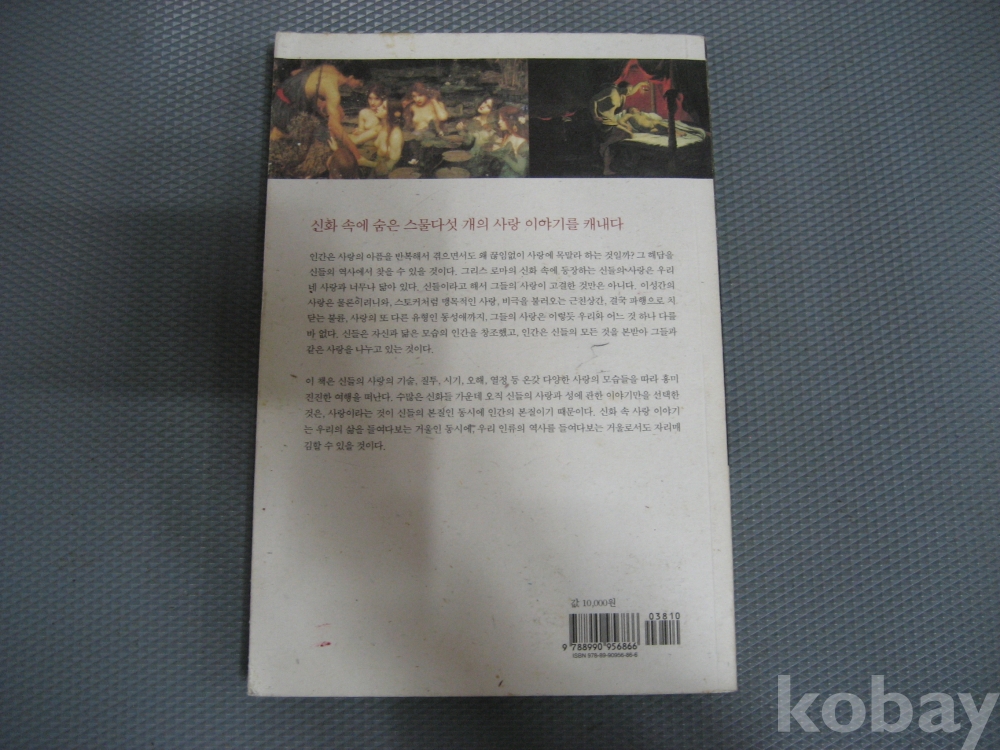 신화 속에 숨은 스물다섯 개의 사랑 이야기를 캐내다
인간은 사랑의 아픔을 반복해서 겪으면서도 왜 끊임없이 사랑에 목말라 하는 것일까? 그 해답을
신들의 역사에서 찾을 수 있을 것이다. 그리스 로마의 신화 속에 등장하는 신들의 사랑은 우리
네 사랑과 너무나 닮아 있다. 신들이라고 해서 그들의 사랑이 고결한 것만은 아니다. 이성간의
사랑은 물론이려니와, 스토커처럼 맹목적인 사랑, 비극을 불러오는 근친상간, 결국 파행으로 치
닫는 불륜, 사랑의 또 다른 유형인 동성애까지, 그들의 사랑은 이렇듯 우리와 어느 것 하나 다를
바 없다. 신들은 자신과 닮은 모습의 인간을 창조했고, 인간은 신들의 모든 것을 본받아 그들과
같은 사랑을 나누고 있는 것이다.
이 책은 신들의 사랑의 기술, 질투, 시기, 오해, 열정 등 온갖 다양한 사랑의 모습들을 따라 흥미
진진한 여행을 떠난다. 수많은 신화들 가운데 오직 신들의 사랑과 성에 관한 이야기만을 선택한
것은, 사랑이라는 것이 신들의 본질인 동시에 인간의 본질이기 때문이다. 신화 속 사랑 이야기
는 우리의 삶을 들여다보는 거울인 동시에, 우리 인류의 역사를 들여다보는 거울로서도 자리매
김할 수 있을 것이다.
값 10,000원
03810
9 788990 956866
ISBN 978-89-90956-86-6
kobay